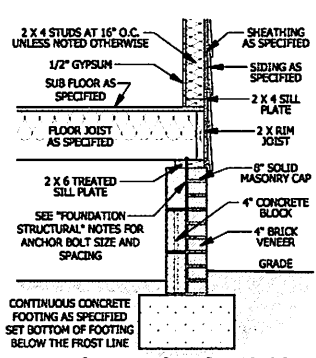 2 X 4 STUDS AT 16" O.C.
UNLESS NOTED OTHERWISE
1/2" GYPSUM
SUB FLOOR AS
SPECIFIED
FLOOR JOIST
AS SPECIFIED
2 X 6 TREATED
SILL PLATE
SEE "FOUNDATION
STRUCTURAL" NOTES FOR
ANCHOR BOLT SIZE AND
SPACING
CONTINUOUS CONCRETE
FOOTING AS SPECIFIED
SET BOTTOM OF FOOTING
BELOW THE FROST LINE
SHEATHING
AS SPECIFIED
SIDING AS
SPECIFIED
2 X 4 SILL
PLATE
2 X RIM
JOIST
8" SOLID
MASONRY CAP
4" CONCRETE
BLOCK
4" BRICK
VENEER
GRADE